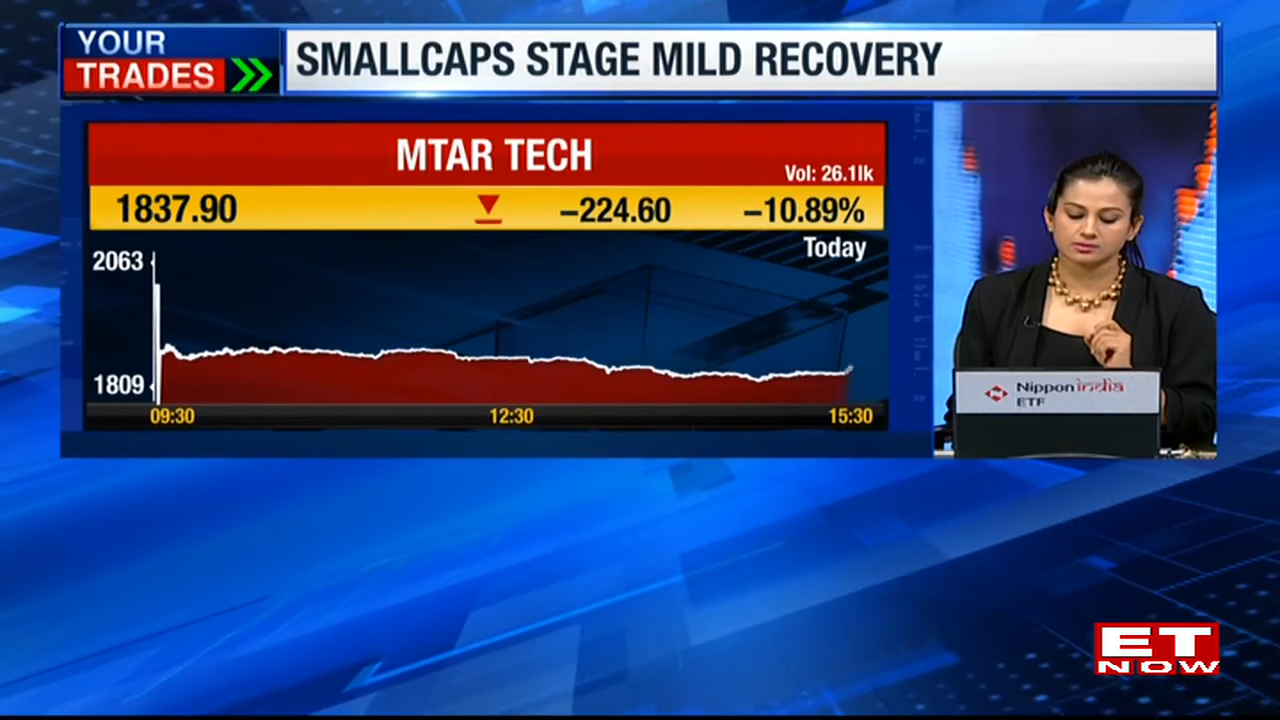 YOUR
TRADES
SMALLCAPS STAGE MILD RECOVERY
MTAR TECH
Vol: 26.1lk
1837.90
–224.60
–10.89%
Today
2063
1809
09:30
12:30
15:30
Nippon india
ETF
ET
NOW